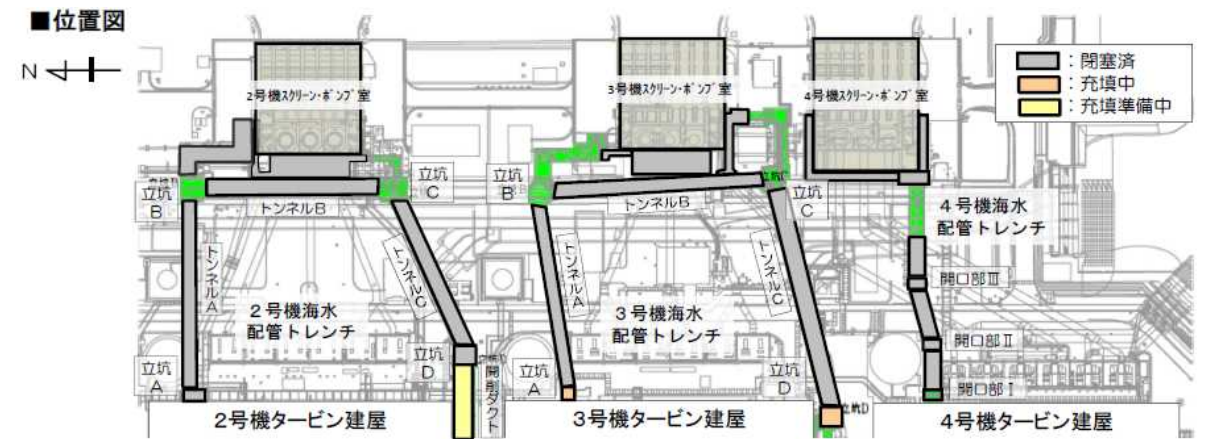 ■位置図
N
2号機スクリーン・ポンプ室
3号機スクリーン・ポンプ室
4号機スクリーン・ポンプ室
：閉塞済
：充填中
：充填準備中
立坑
B
トンネルB
立坑
C
立坑
B
トンネルB
立坑
C
4号機海水
配管トレンチ
トンネルA
トンネルC
トンネルA
トンネルC
開口部Ⅲ
2号機海水
配管トレンチ
3号機海水
配管トレンチ
開口部Ⅱ
立坑
A
立坑
D
開削ダクト
立坑
A
立坑
D
開口部Ⅰ
立坑D
2号機タービン建屋
3号機タービン建屋
4号機タービン建屋